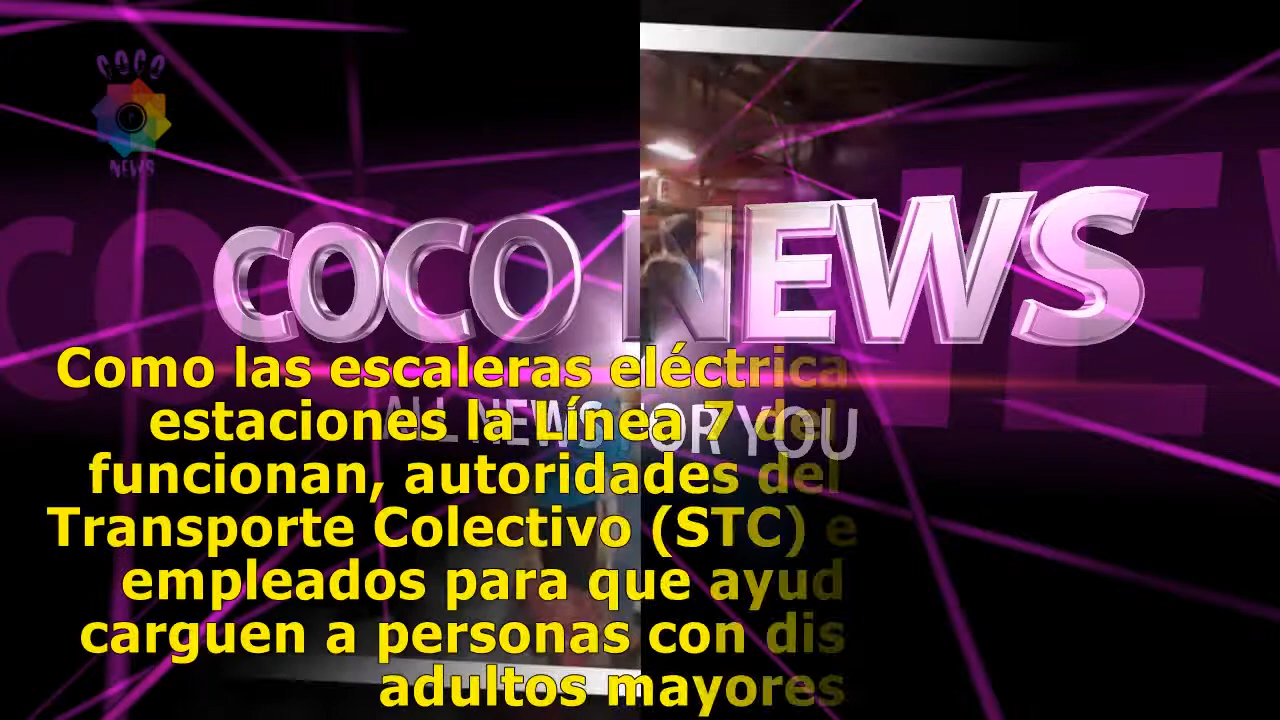 COCO
NEWS
COCO NEWS
ALL NEWS FOR YOU
Como las escaleras eléctrica
estaciones la Línea 7 del
funcionan, autoridades del
Transporte Colectivo (STC) e
empleados para que ayud
carguen a personas con dis
adultos mayores